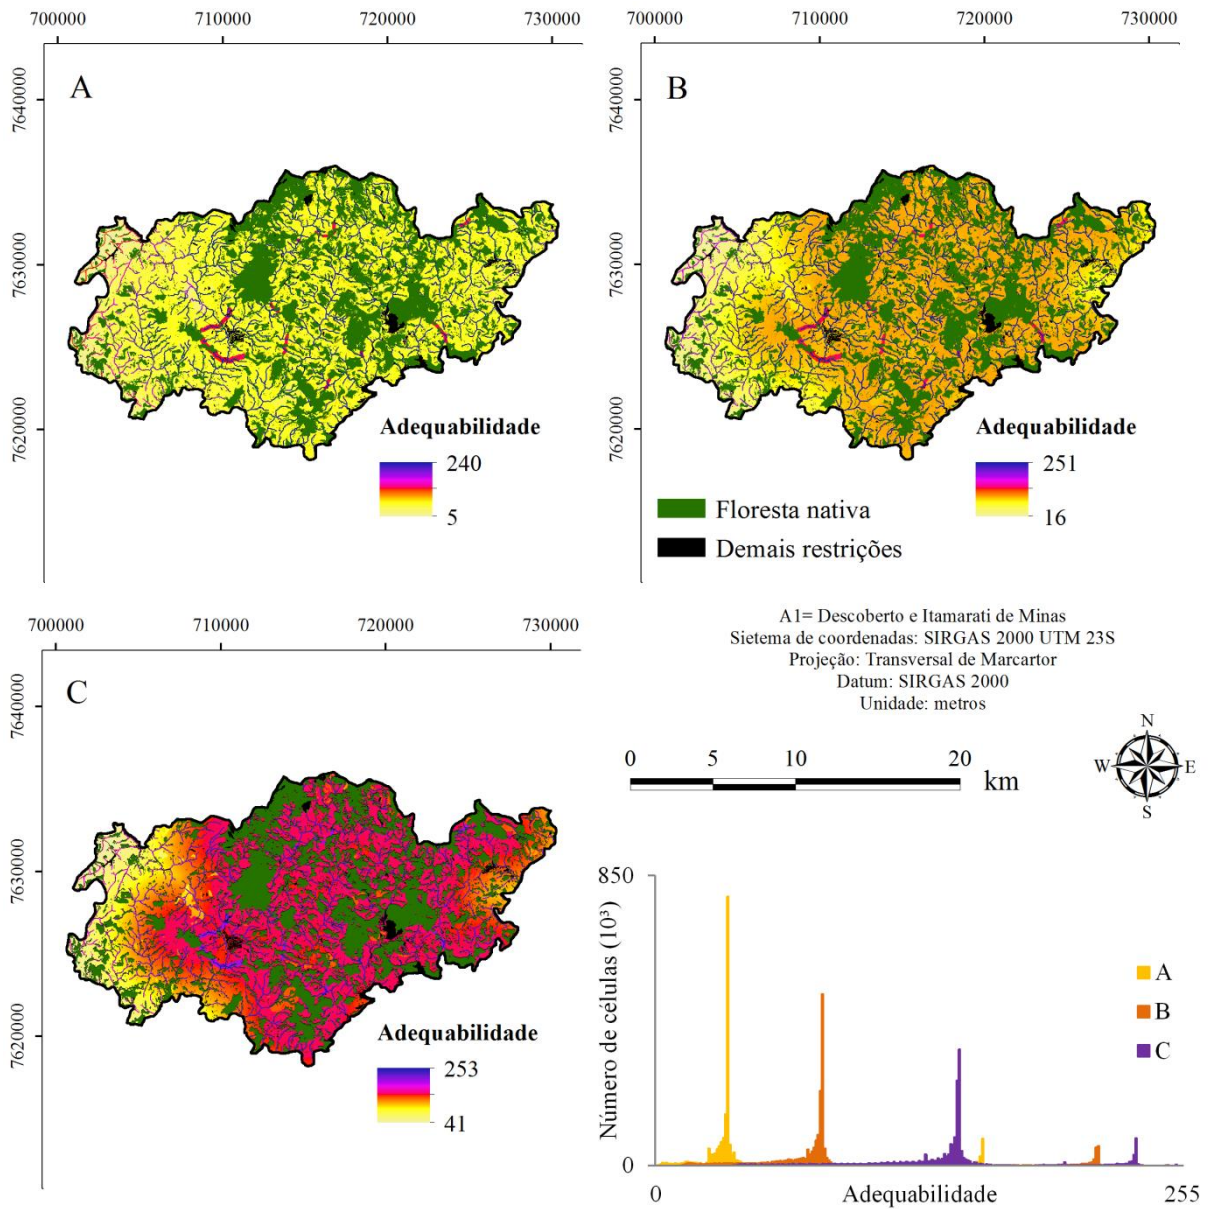 700000 710000 720000 730000
7640000
7630000
7620000
A
Adequabilidade
240
5
700000 710000 720000 730000
7640000
7630000
7620000
B
Adequabilidade
251
16
Floresta nativa
Demais restrições
700000 710000 720000 730000
7640000
7630000
7620000
C
Adequabilidade
253
41
A1= Descoberto e Itamarati de Minas
Sietema de coordenadas: SIRGAS 2000 UTM 23S
Projeção: Transversal de Marcartor
Datum: SIRGAS 2000
Unidade: metros
0 5 10 20
km
N
W E
S
850
Número de células (10³)
0
A
B
C
0 Adequabilidade 255